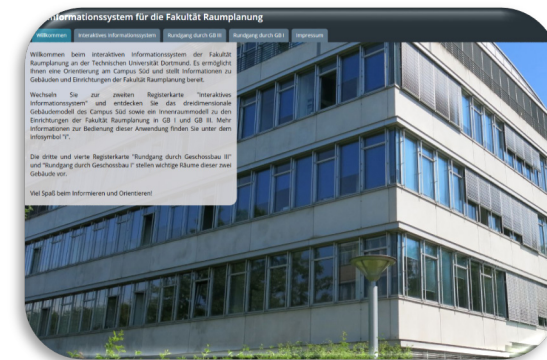 Informationssystem für die Fakultät Raumplanung
Willkommen Interaktives Informationssystem Rundgang durch GB III Rundgang durch GB I Impressum
Willkommen beim interaktiven Informationssystem der Fakultät
Raumplanung an der Technischen Universität Dortmund. Es ermöglicht
Ihnen eine Orientierung am Campus Süd und stellt Informationen zu
Gebäuden und Einrichtungen der Fakultät Raumplanung bereit.
Wechseln Sie zur zweiten Registerkarte "Interaktives
Informationssystem" und entdecken Sie das dreidimensionale
Gebäudemodell des Campus Süd sowie ein Innenraummodell zu den
Einrichtungen der Fakultät Raumplanung in GB I und GB III. Mehr
Informationen zur Bedienung dieser Anwendung finden Sie unter dem
Infosymbol "i".
Die dritte und vierte Registerkarte "Rundgang durch Geschossbau III"
und "Rundgang durch Geschossbau I" stellen wichtige Räume dieser zwei
Gebäude vor.
Viel Spaß beim Informieren und Orientieren!